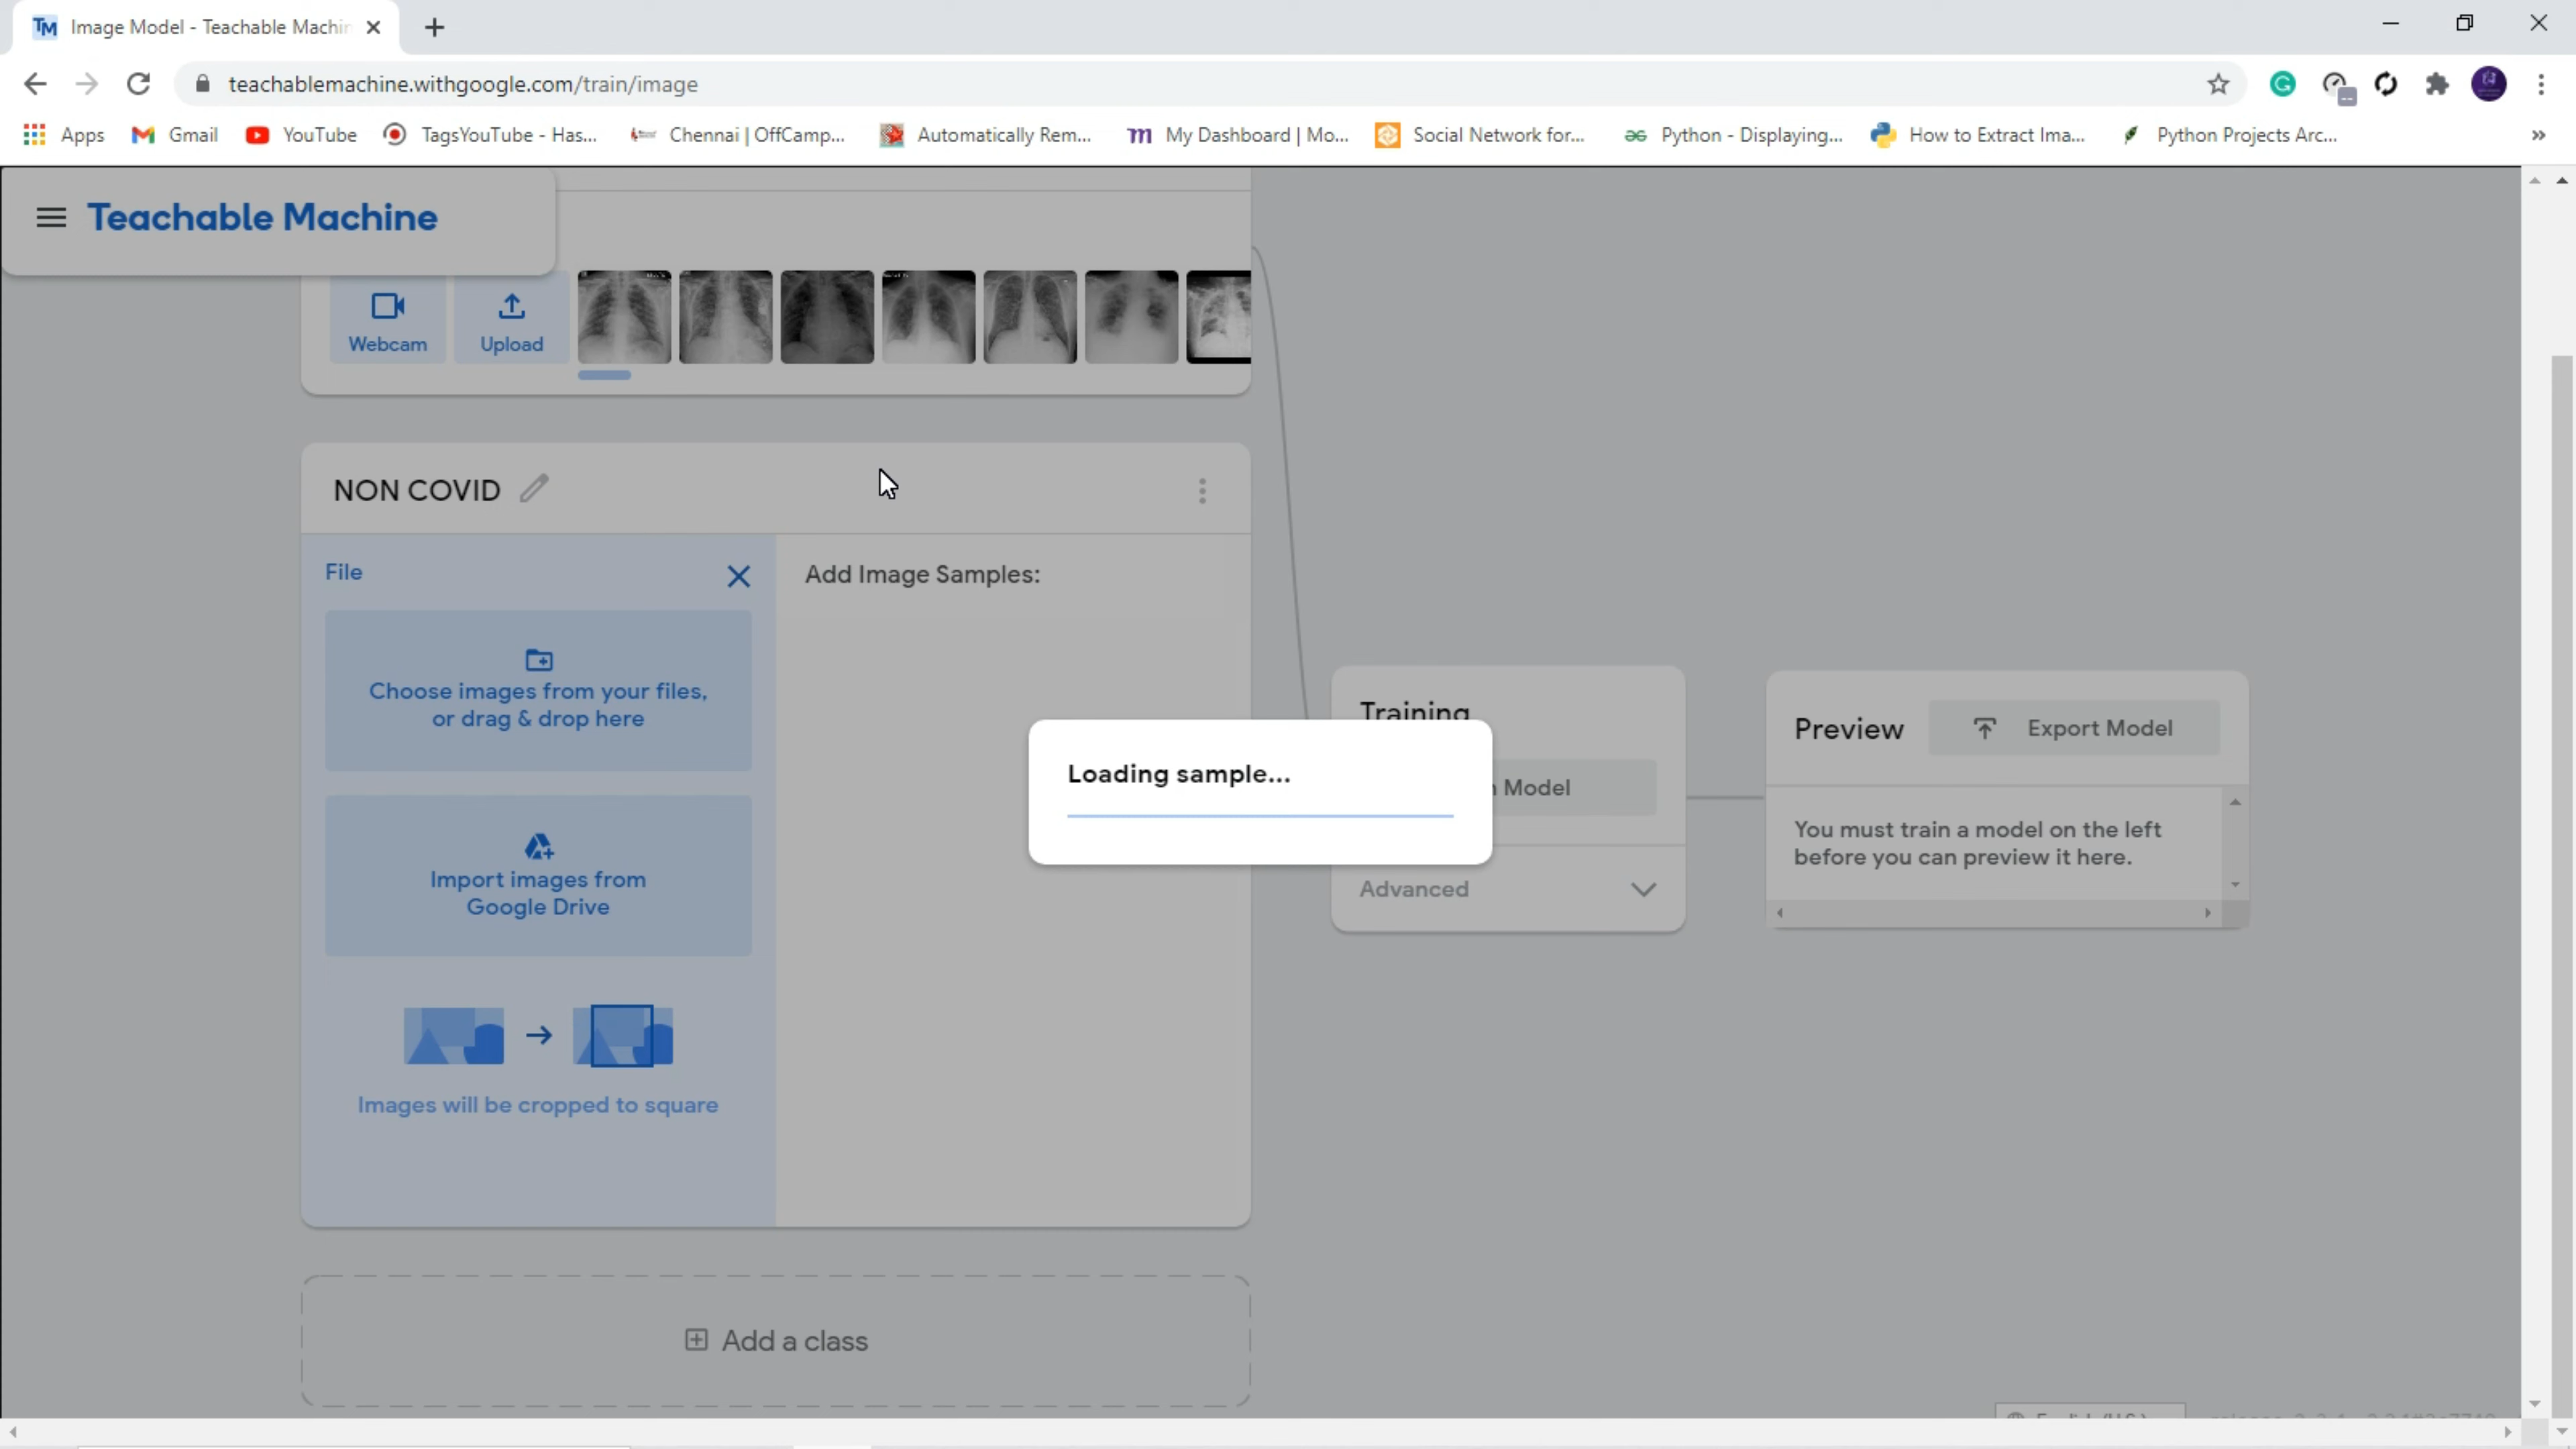 Image Model - Teachable Machin
teachablemachine.withgoogle.com/train/image
Apps
Gmail
YouTube
TagsYouTube - Has...
Chennai | OffCamp...
Automatically Rem...
My Dashboard | Mo...
Social Network for...
Python - Displaying...
How to Extract Ima...
Python Projects Arc...
Teachable Machine
Webcam
Upload
NON COVID
File
Add Image Samples:
Choose images from your files,
or drag & drop here
Import images from
Google Drive
Images will be cropped to square
Training
Loading sample...
Model
Advanced
Preview
Export Model
You must train a model on the left
before you can preview it here.
Add a class